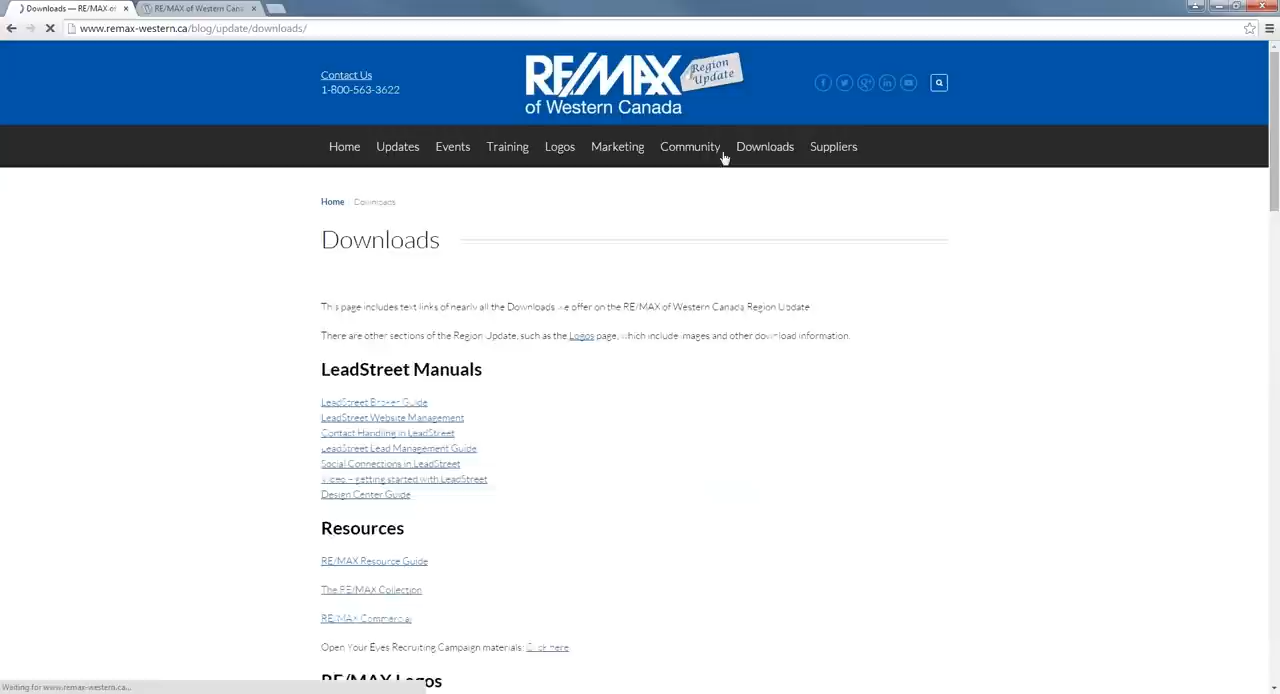 Downloads — RE/MAX of
RE/MAX of Western Cana
www.remax-western.ca/blog/update/downloads/
Contact Us
1-800-563-3622
RE/MAX
Region
Update
of Western Canada
Home Updates Events Training Logos Marketing Community Downloads Suppliers
Home Downloads
Downloads
This page includes text links of nearly all the Downloads we offer on the RE/MAX of Western Canada Region Update
There are other sections of the Region Update, such as the Logos page, which include images and other download information.
LeadStreet Manuals
LeadStreet Broker Guide
LeadStreet Website Management
Contact Handling in LeadStreet
LeadStreet Lead Management Guide
Social Connections in LeadStreet
Video – getting started with LeadStreet
Design Center Guide
Resources
RE/MAX Resource Guide
The RE/MAX Collection
RE/MAX Commercial
Open Your Eyes Recruiting Campaign materials: Click Here
RE/MAX Logos
Waiting for www.remax-western.ca...